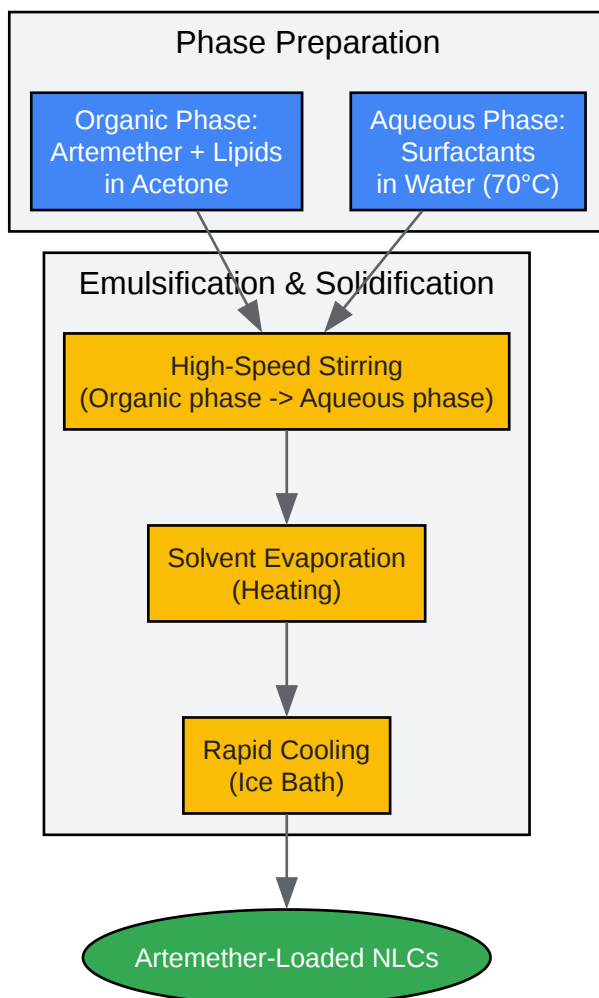 Phase Preparation
Organic Phase:
Artemether + Lipids
in Acetone
Aqueous Phase:
Surfactants
in Water (70°C)
Emulsification & Solidification
High-Speed Stirring
(Organic phase -> Aqueous phase)
Solvent Evaporation
(Heating)
Rapid Cooling
(Ice Bath)
Artemether-Loaded NLCs